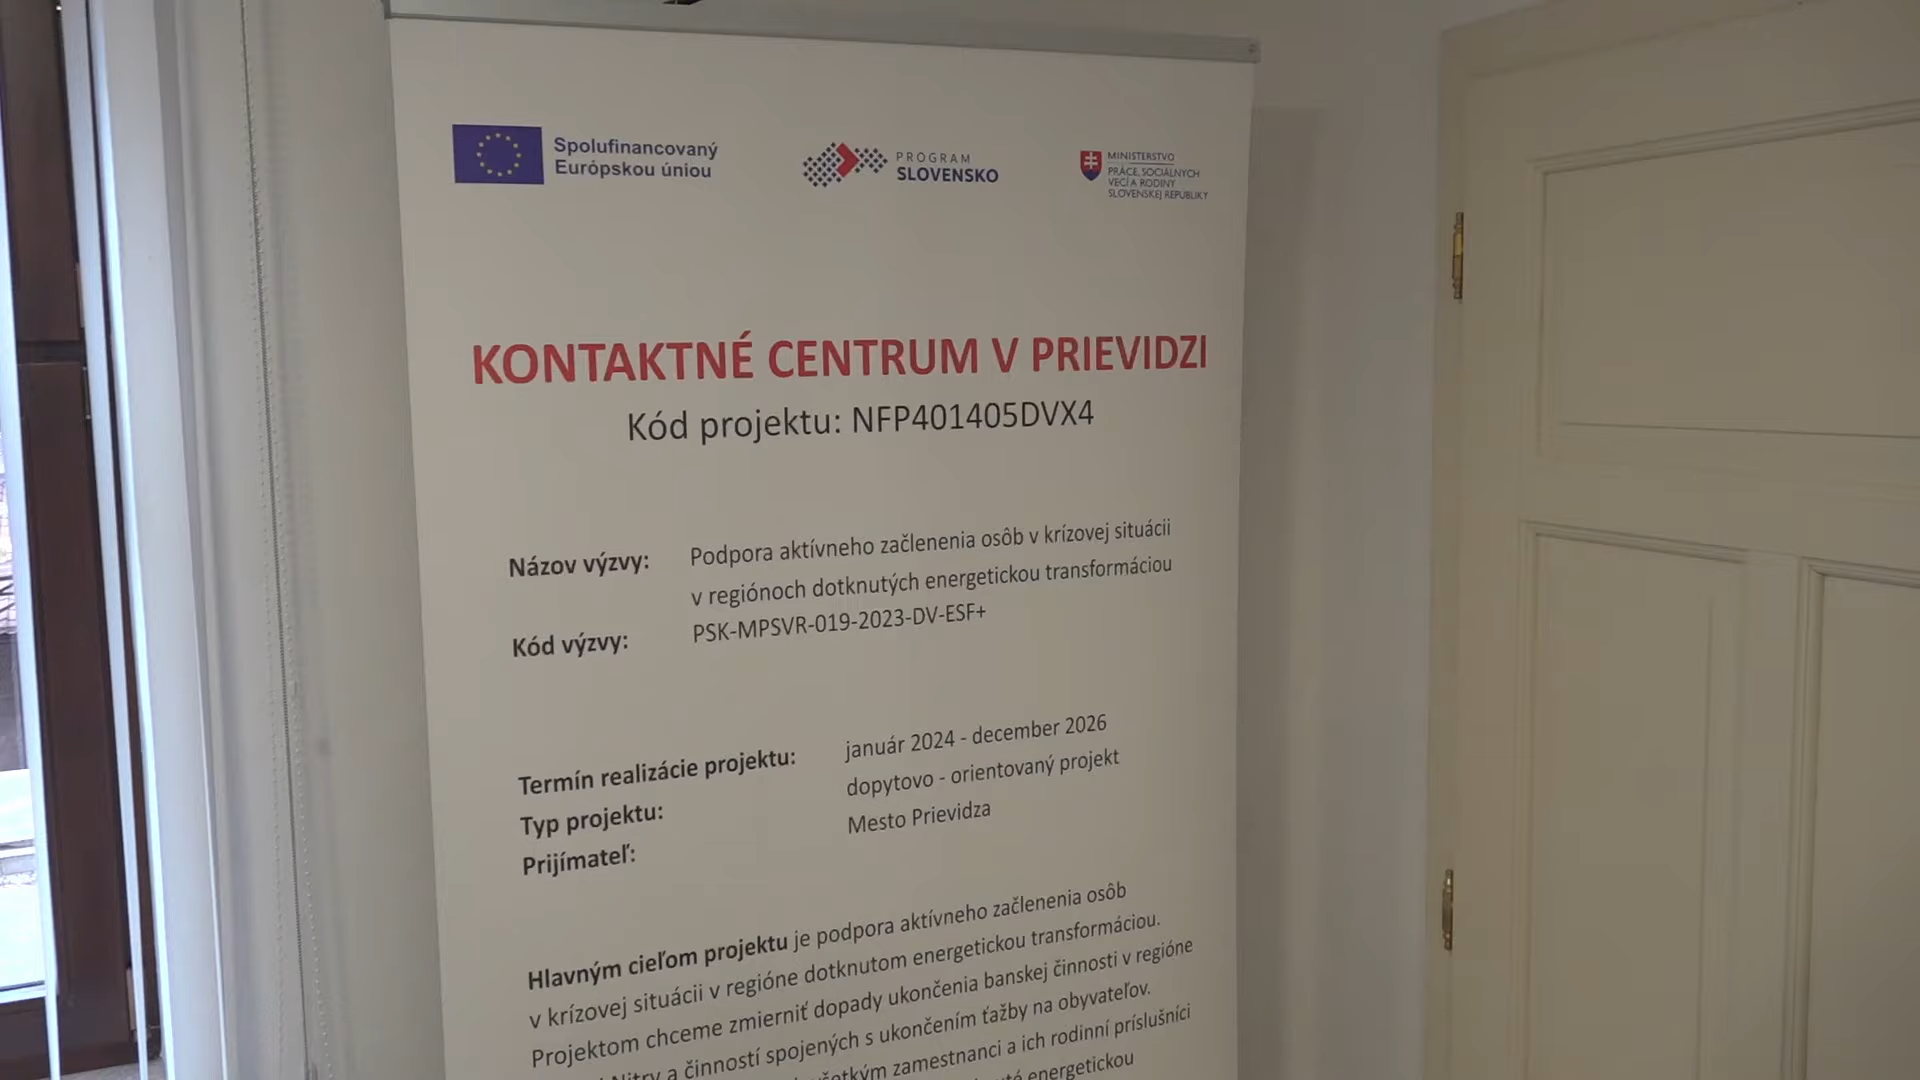 Spolufinancovaný
Európskou úniou
PROGRAM
SLOVENSKO
MINISTERSTVO
PRÁCE, SOCIÁLNYCH
VECÍ A RODINY
SLOVENSKEJ REPUBLIKY
KONTAKTNÉ CENTRUM V PRIEVIDZI
Kód projektu: NFP401405DVX4
Názov výzvy: Podpora aktívneho začlenenia osôb v krízovej situácii
v regiónoch dotknutých energetickou transformáciou
Kód výzvy: PSK-MPSVR-019-2023-DV-ESF+
Termín realizácie projektu: január 2024 - december 2026
Typ projektu: dopytovo - orientovaný projekt
Prijímateľ: Mesto Prievidza
Hlavným cieľom projektu je podpora aktívneho začlenenia osôb
v krízovej situácii v regióne dotknutom energetickou transformáciou.
Projektom chceme zmierniť dopady ukončenia banskej činnosti v regióne
Nitry a činností spojených s ukončením ťažby na obyvateľov.
zamestnanci a ich rodinní príslušníci
energetickou